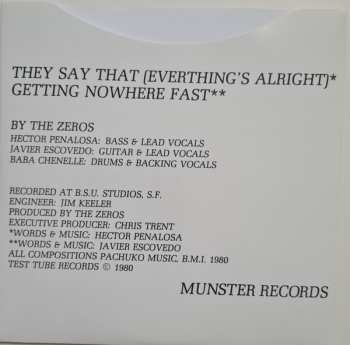 THEY SAY THAT (EVERTHING'S ALRIGHT)*
GETTING NOWHERE FAST**
BY THE ZEROS
HECTOR PENALOSA: BASS & LEAD VOCALS
JAVIER ESCOVEDO: GUITAR & LEAD VOCALS
BABA CHENELLE: DRUMS & BACKING VOCALS
RECORDED AT B.S.U. STUDIOS, S.F.
ENGINEER: JIM KEELER
PRODUCED BY THE ZEROS
EXECUTIVE PRODUCER: CHRIS TRENT
*WORDS & MUSIC: HECTOR PENALOSA
**WORDS & MUSIC: JAVIER ESCOVEDO
ALL COMPOSITIONS PACHUKO MUSIC, B.M.I. 1980
TEST TUBE RECORDS © 1980
MUNSTER RECORDS